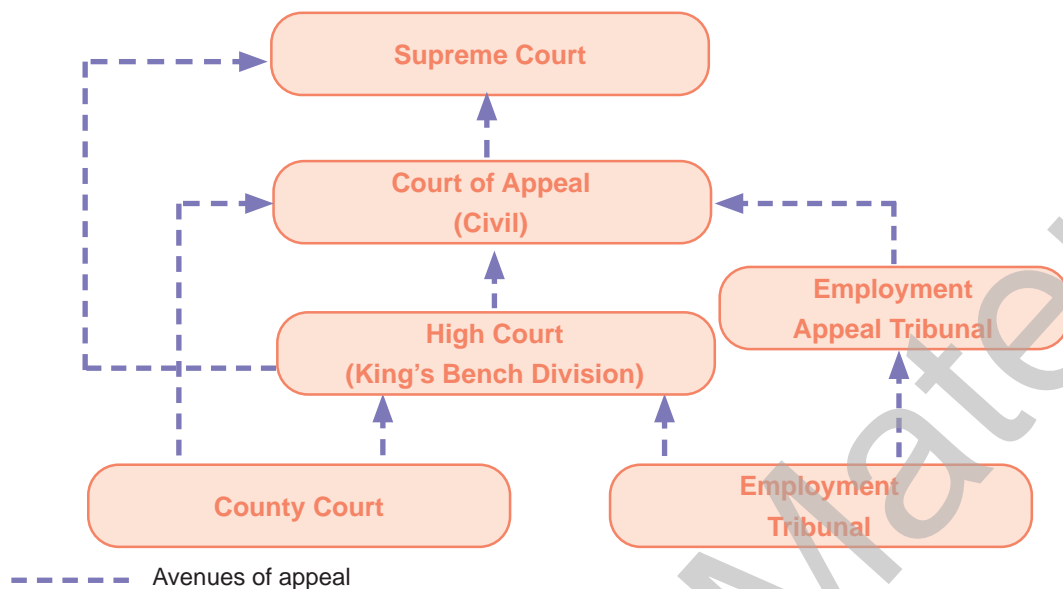 Supreme Court
Court of Appeal
(Civil)
Employment
Appeal Tribunal
High Court
(King's Bench Division)
County Court
Employment
Tribunal
Avenues of appeal